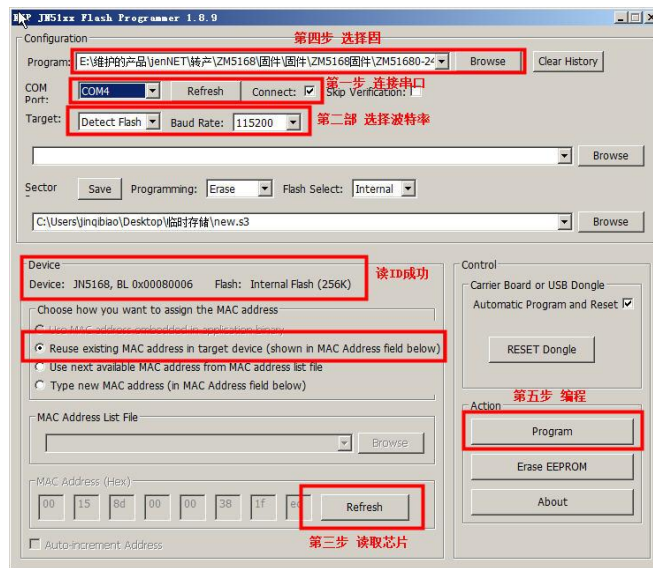 JN51xx Flash Programmer 1.8.9
Configuration
第四步 选择固
Program: E:\维护的产品\jenNET\转产\ZM5168\固件\固件\ZM5168固件\ZM51680-24 Browse Clear History
第一步 连接串口
COM Port: COM4 Refresh Connect: Skip Verification:
Target: Detect Flash Baud Rate: 115200 第二部 选择波特率
Browse
Sector Save Programming: Erase Flash Select: Internal
C:\Users\jinqibiao\Desktop\临时存储\new.s3 Browse
Device
读ID成功
Device: JN5168, BL 0x00080006 Flash: Internal Flash (256K)
Choose how you want to assign the MAC address
Use MAC address embedded in application binary
Reuse existing MAC address in target device (shown in MAC Address field below)
Use next available MAC address from MAC address list file
Type new MAC address (in MAC Address field below)
MAC Address List File
Browse
MAC Address (Hex)
00 15 8d 00 00 38 1f Refresh
第三步 读取芯片
Auto-increment Address
Control
Carrier Board or USB Dongle
Automatic Program and Reset
RESET Dongle
第五步 编程
Action
Program
Erase EEPROM
About